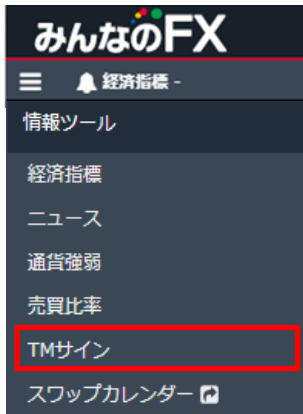 みんなのFX
経済指標 -
情報ツール
経済指標
ニュース
通貨強弱
売買比率
TMサイン
スワップカレンダー